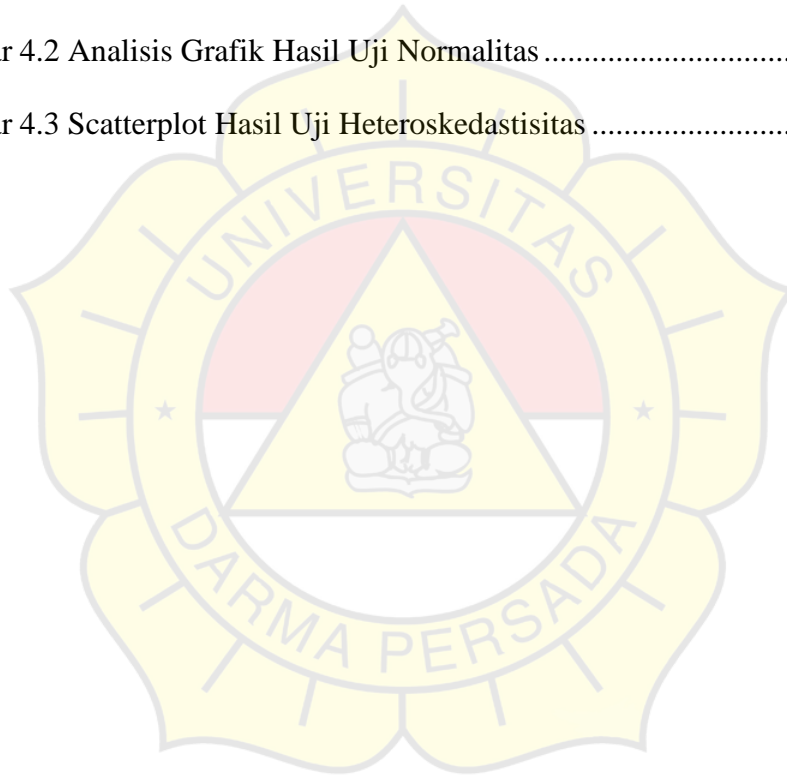 r 4.2 Analisis Grafik Hasil Uji Normalitas..............................
r 4.3 Scatterplot Hasil Uji Heteroskedastisitas........................
UNIVERSITAS
DARMA PERSADA